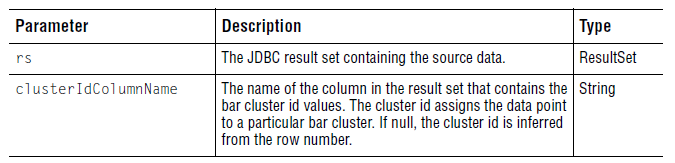 Parameter Description Type
rs The JDBC result set containing the source data. ResultSet
clusterIdColumnName The name of the column in the result set that contains the String
bar cluster id values. The cluster id assigns the data point
to a particular bar cluster. If null, the cluster id is inferred
from the row number.